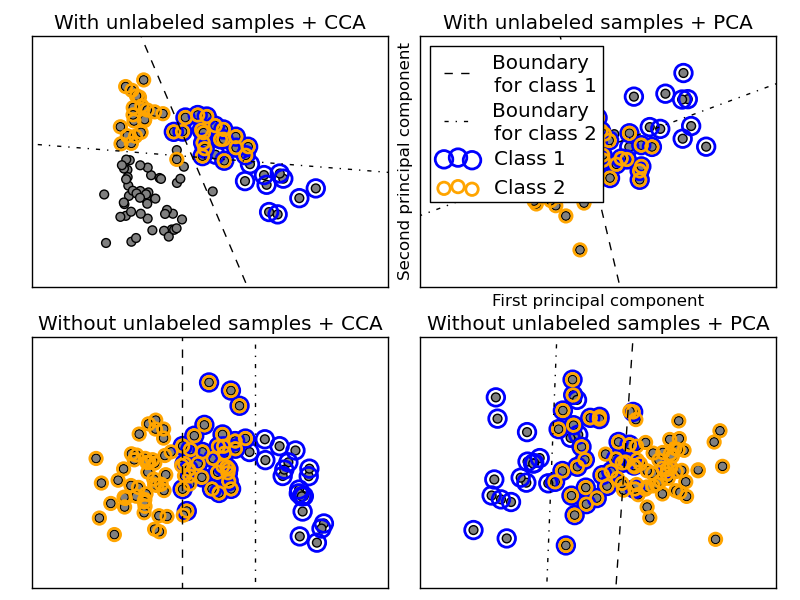 With unlabeled samples + CCA
With unlabeled samples + PCA
Second principal component
Boundary
for class 1
Boundary
for class 2
Class 1
Class 2
First principal component
Without unlabeled samples + CCA
Without unlabeled samples + PCA